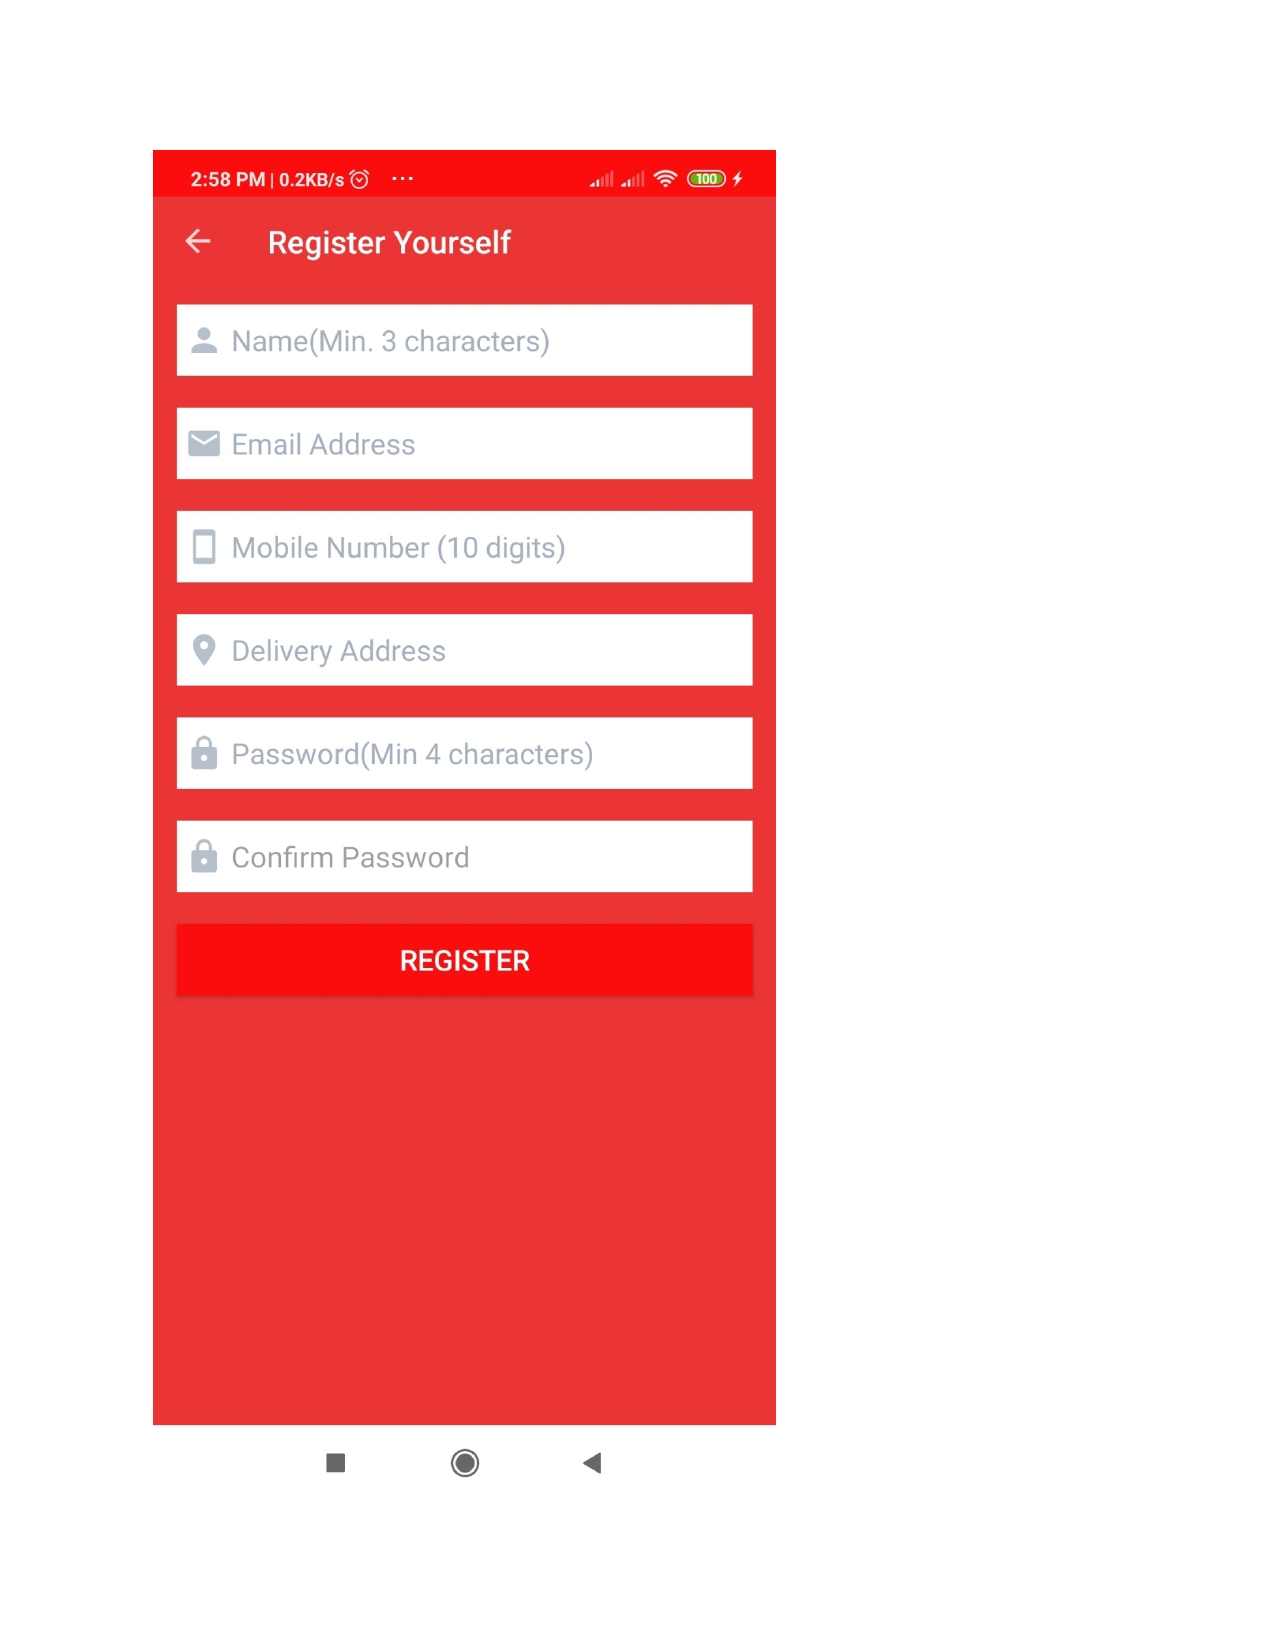 2:58 PM | 0.2KB/s ... 100
Register Yourself
Name(Min. 3 characters)
Email Address
Mobile Number (10 digits)
Delivery Address
Password(Min 4 characters)
Confirm Password
REGISTER